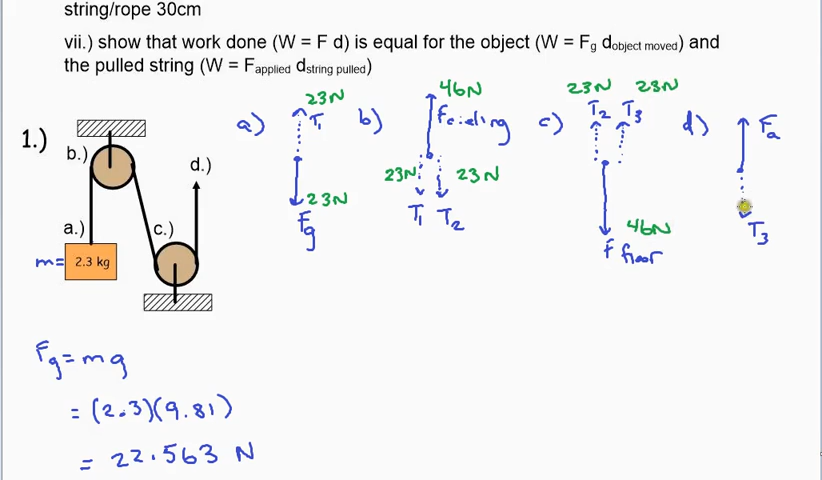 string/rope 30cm
vii.) show that work done (W = F d) is equal for the object (W = Fg dobject moved) and
the pulled string (W = Fapplied dstring pulled)
1.)
b.)
a.)
m= 2.3 kg
c.)
d.)
a)
23N
T1
23N
Fg
b)
46N
Fcieling
23N
23N
T1 T2
c)
23N 23N
T2 T3
46N
F floor
d)
Fa
T3
Fg = mg
= (2.3)(9.81)
= 22.563 N